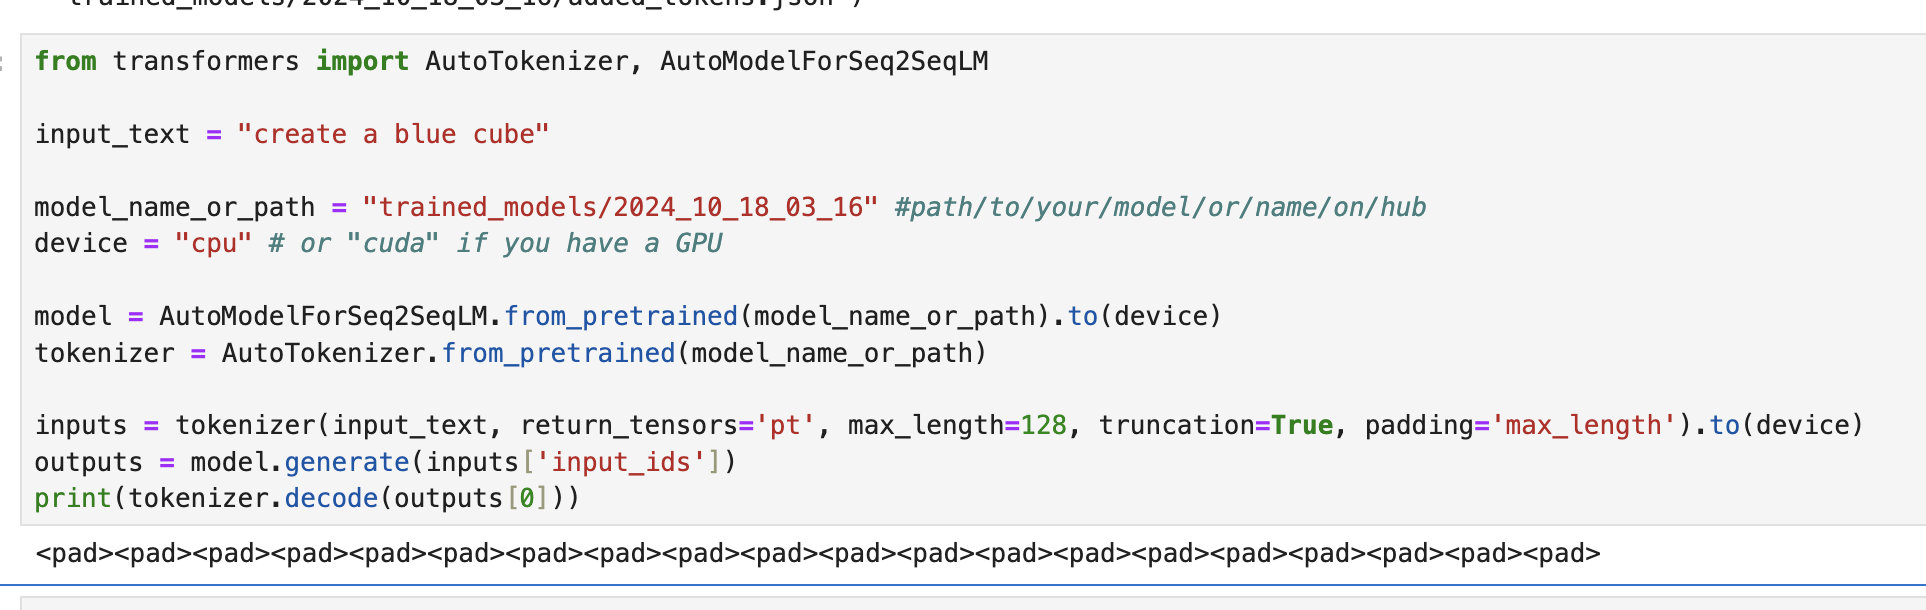 trained_models/2024_10_18_03_16/added_tokens.json')
:
from transformers import AutoTokenizer, AutoModelForSeq2SeqLM
input_text = "create a blue cube"
model_name_or_path = "trained_models/2024_10_18_03_16" #path/to/your/model/or/name/on/hub
device = "cpu" # or "cuda" if you have a GPU
model = AutoModelForSeq2SeqLM.from_pretrained(model_name_or_path).to(device)
tokenizer = AutoTokenizer.from_pretrained(model_name_or_path)
inputs = tokenizer(input_text, return_tensors='pt', max_length=128, truncation=True, padding='max_length').to(device)
outputs = model.generate(inputs['input_ids'])
print(tokenizer.decode(outputs[0]))
<pad><pad><pad><pad><pad><pad><pad><pad><pad><pad><pad><pad><pad><pad><pad><pad><pad><pad><pad><pad>